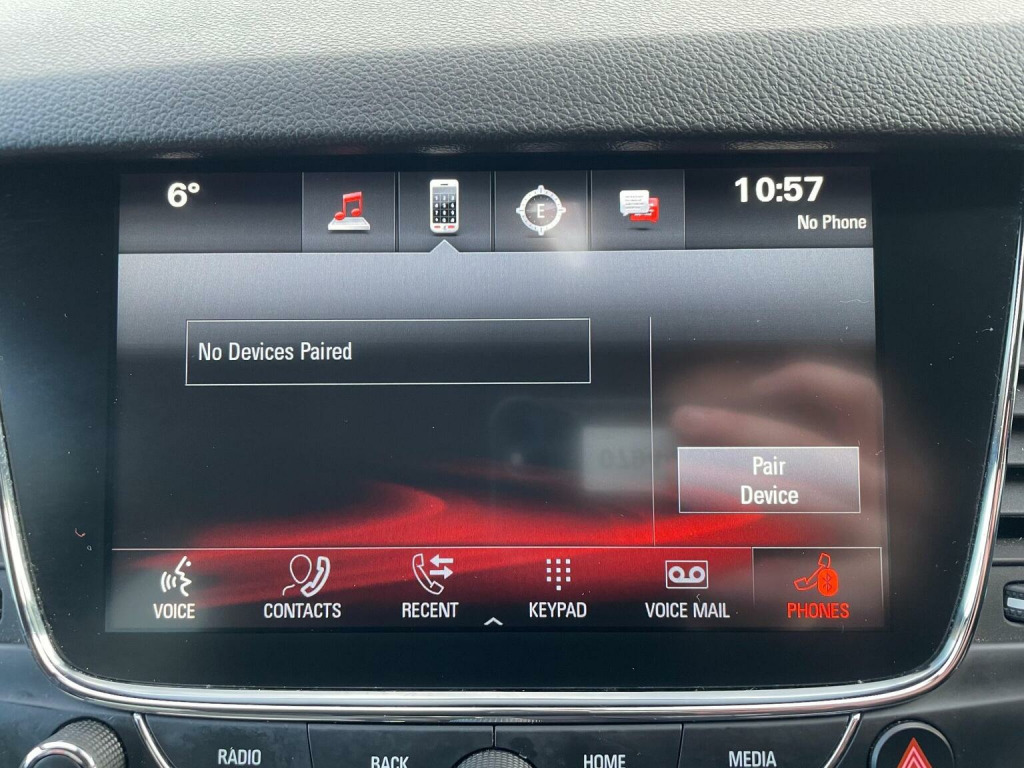 6°
E
10:57
No Phone
No Devices Paired
Pair
Device
VOICE
CONTACTS
RECENT
KEYPAD
VOICE MAIL
PHONES
RADIO
BACK
HOME
MEDIA